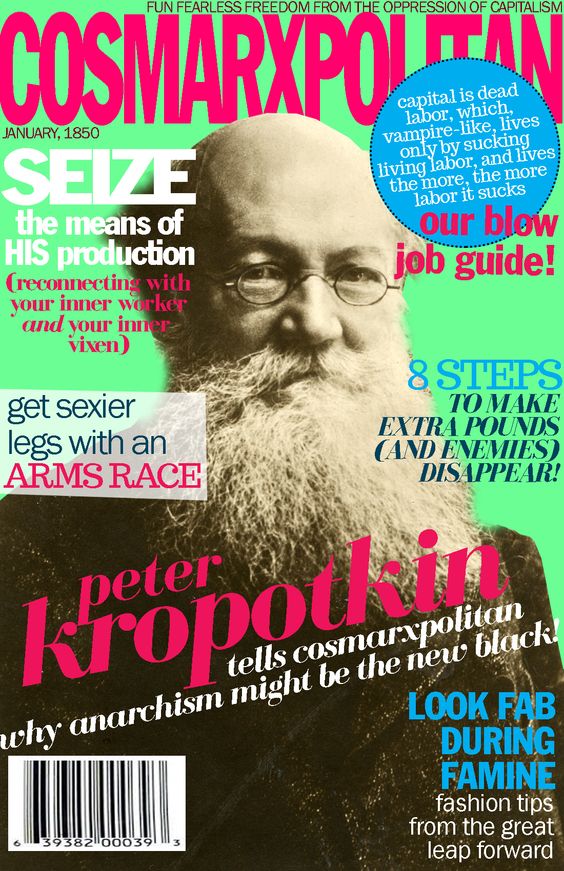 FUN FEARLESS FREEDOM FROM THE OPPRESSION OF CAPITALISM
COSMARXPOLITAN
JANUARY, 1850
capital is dead
labor, which,
vampire-like, lives
only by sucking
living labor, and lives
the more, the more
labor it sucks
our blow
job guide!
SEIZE
the means of
HIS production
(reconnecting with
your inner worker
and your inner
vixen)
8 STEPS
TO MAKE
EXTRA POUNDS
(AND ENEMIES)
DISAPPEAR!
get sexier
legs with an
ARMS RACE
peter
kropotkin
tells cosmarxpolitan
why anarchism might be the new black!
LOOK FAB
DURING
FAMINE
fashion tips
from the great
leap forward
6 39382 00039 3